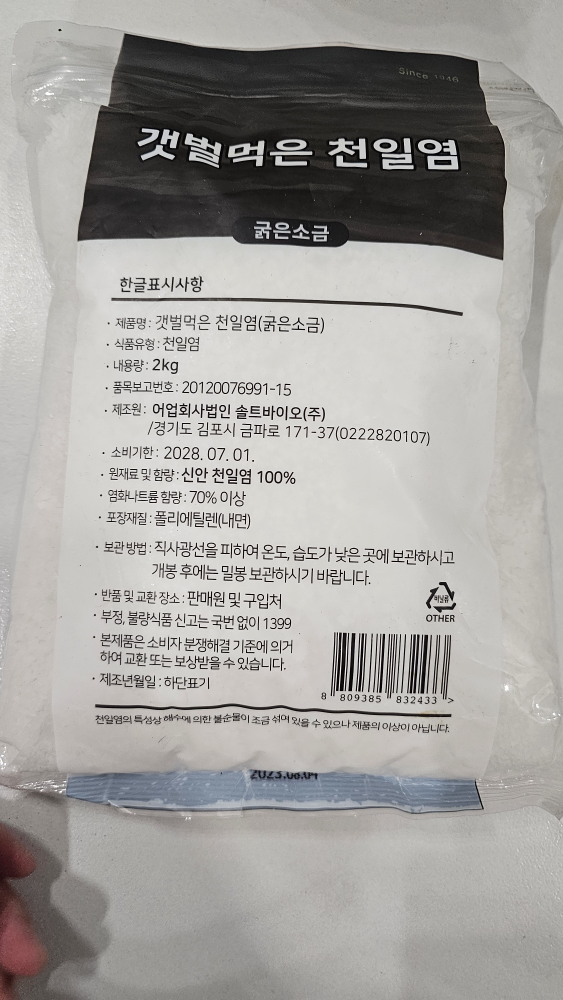 Since 1946
갯벌먹은 천일염
굵은소금
한글표시사항
· 제품명 : 갯벌먹은 천일염(굵은소금)
· 식품유형 : 천일염
· 내용량 : 2kg
· 품목보고번호 : 20120076991-15
· 제조원 : 어업회사법인 솔트바이오(주)
/경기도 김포시 금파로 171-37(0222820107)
· 소비기한 : 2028. 07. 01.
· 원재료 및 함량 : 신안 천일염 100%
· 염화나트륨 함량 : 70% 이상
· 포장재질 : 폴리에틸렌(내면)
· 보관 방법 : 직사광선을 피하여 온도, 습도가 낮은 곳에 보관하시고
개봉 후에는 밀봉 보관하시기 바랍니다.
· 반품 및 교환 장소 : 판매원 및 구입처
· 부정, 불량식품 신고는 국번 없이 1399
· 본제품은 소비자 분쟁해결 기준에 의거
하여 교환 또는 보상받을 수 있습니다.
· 제조년월일 : 하단표기
비닐류
OTHER
8 809385 832433 >
천일염의 특성상 해수에 의한 불순물이 조금 섞여 있을 수 있으나 제품의 이상이 아닙니다.
2023.08.04